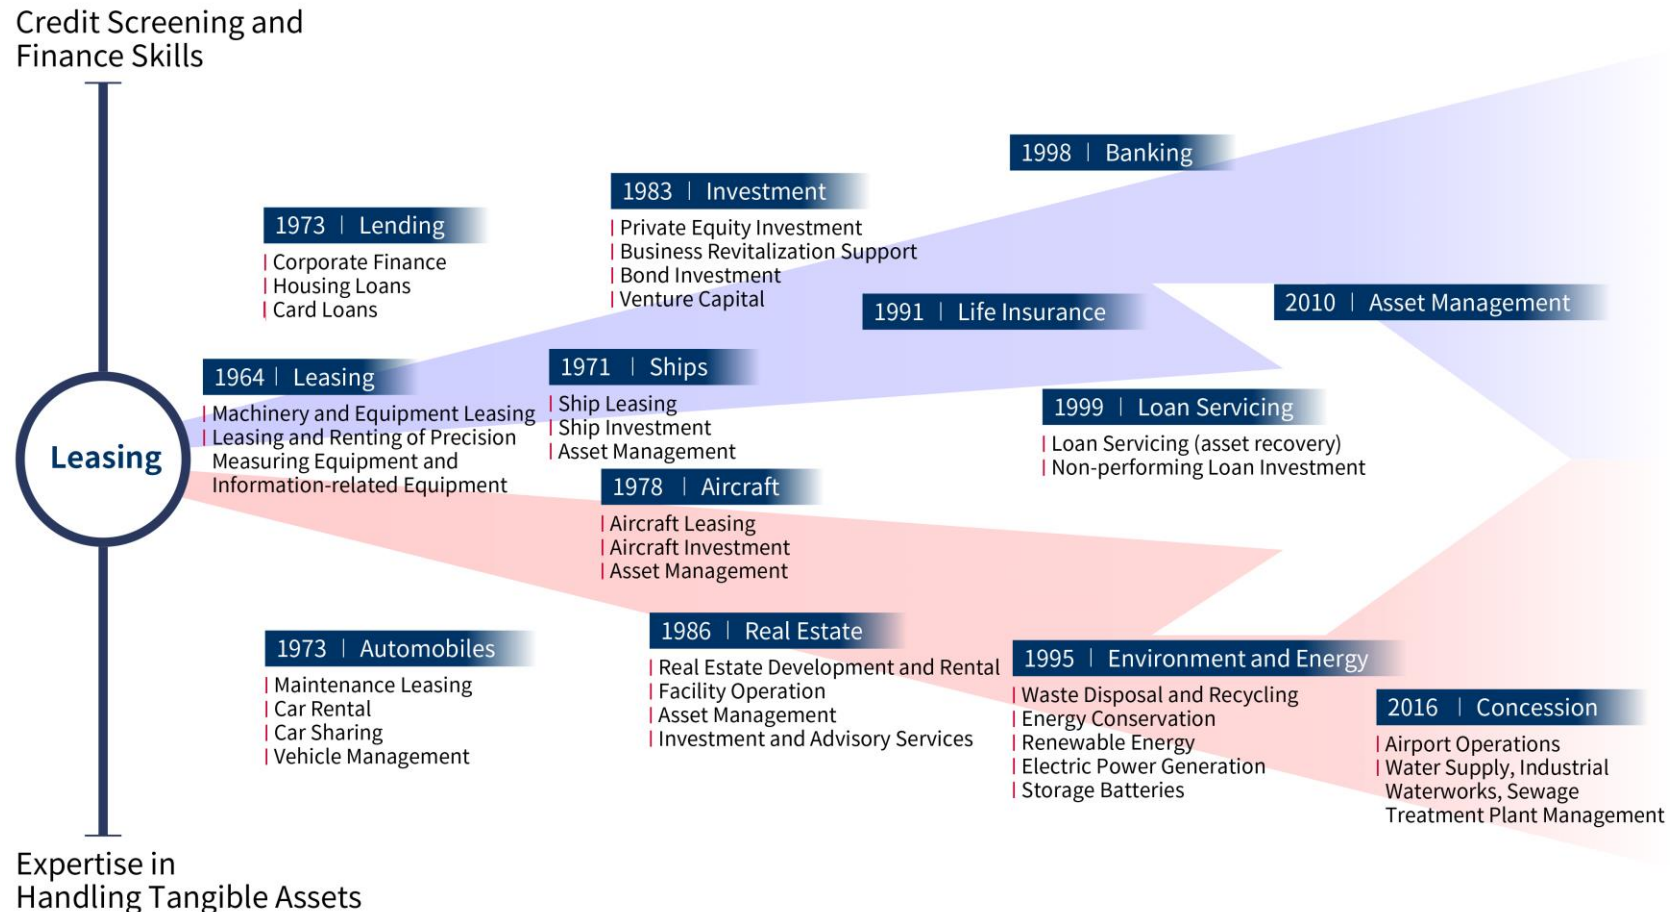 Credit Screening and
Finance Skills
1998 | Banking
1983 | Investment
Private Equity Investment
Business Revitalization Support
Bond Investment
Venture Capital
1973 | Lending
Corporate Finance
Housing Loans
Card Loans
1991 | Life Insurance
2010 | Asset Management
1964 | Leasing
Machinery and Equipment Leasing
Leasing and Renting of Precision
Measuring Equipment and
Information-related Equipment
1971 | Ships
Ship Leasing
Ship Investment
Asset Management
1999 | Loan Servicing
Loan Servicing (asset recovery)
Non-performing Loan Investment
Leasing
1978 | Aircraft
Aircraft Leasing
Aircraft Investment
Asset Management
1973 | Automobiles
Maintenance Leasing
Car Rental
Car Sharing
Vehicle Management
1986 | Real Estate
Real Estate Development and Rental
Facility Operation
Asset Management
Investment and Advisory Services
1995 | Environment and Energy
Waste Disposal and Recycling
Energy Conservation
Renewable Energy
Electric Power Generation
Storage Batteries
2016 | Concession
Airport Operations
Water Supply, Industrial
Waterworks, Sewage
Treatment Plant Management
Expertise in
Handling Tangible Assets